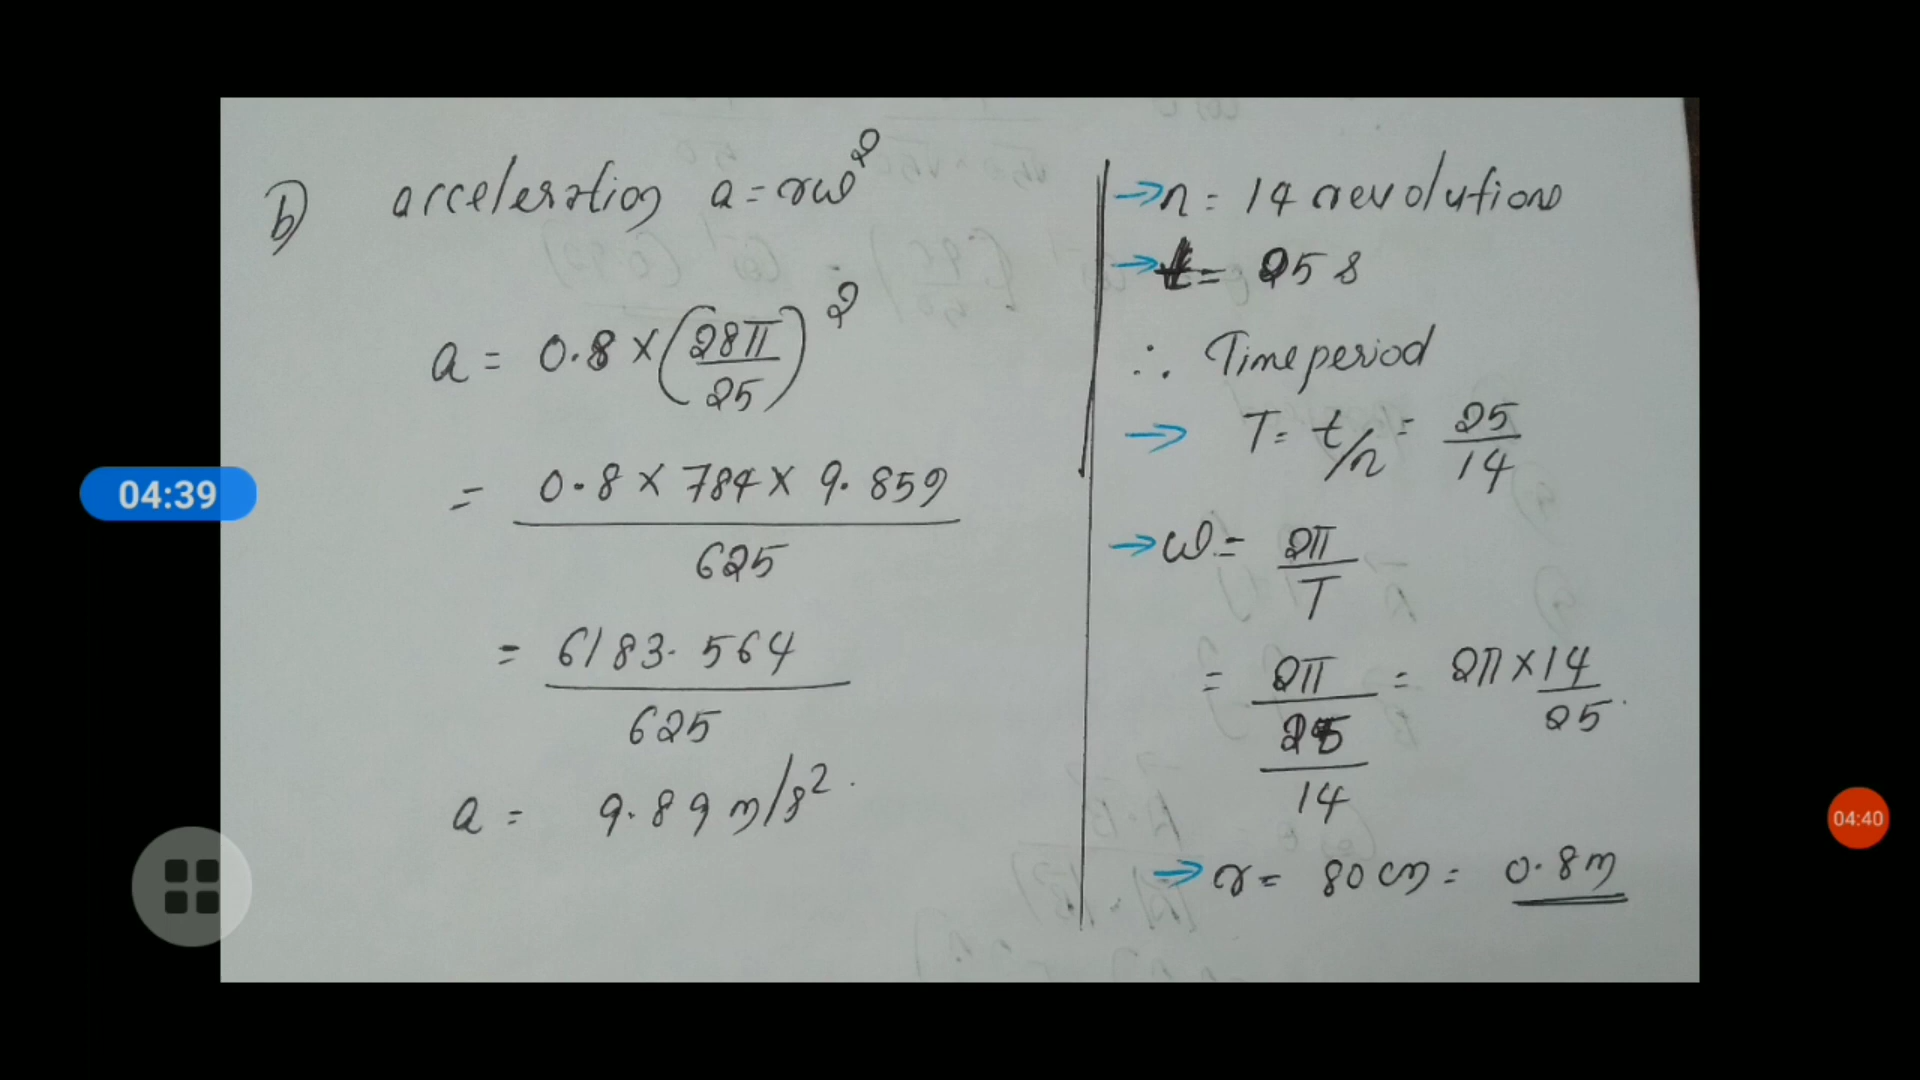 b) acceleration a = rω²
a = 0.8 × (28π/25)²
= 0.8 × 784 × 9.859 / 625
= 6183.564 / 625
a = 9.89 m/s².
→ n = 14 revolutions
→ t = 25 s
∴ Time period
→ T = t/n = 25/14
→ ω = 2π/T
= 2π / 25/14 = 2π × 14/25.
→ r = 80 cm = 0.8 m
04:39
04:40